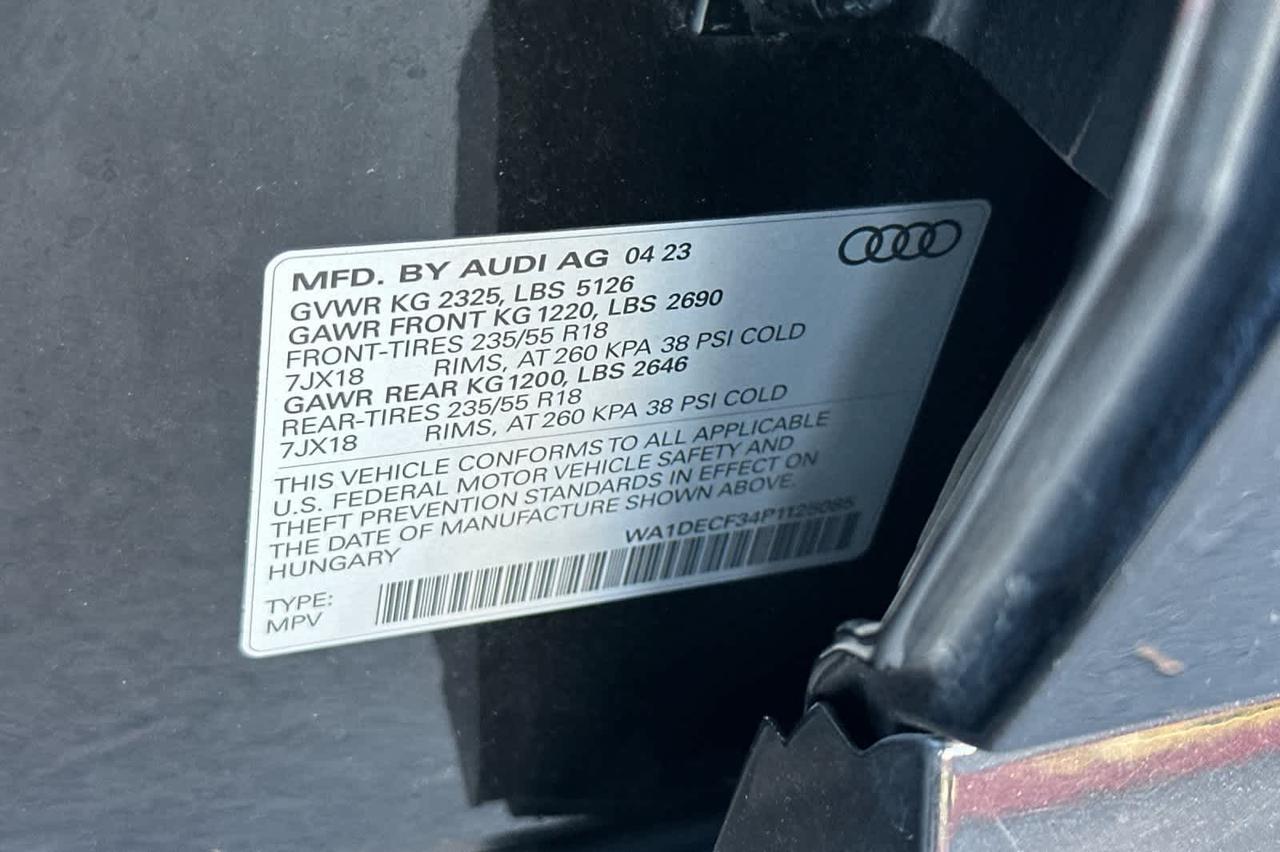 MFD. BY AUDI AG 04 23
GVWR KG 2325, LBS 5126
GAWR FRONT KG 1220, LBS 2690
FRONT-TIRES 235/55 R18
7JX18 RIMS, AT 260 KPA 38 PSI COLD
GAWR REAR KG 1200, LBS 2646
REAR-TIRES 235/55 R18
7JX18 RIMS, AT 260 KPA 38 PSI COLD
THIS VEHICLE CONFORMS TO ALL APPLICABLE
U.S. FEDERAL MOTOR VEHICLE SAFETY AND
THEFT PREVENTION STANDARDS IN EFFECT ON
THE DATE OF MANUFACTURE SHOWN ABOVE.
HUNGARY
TYPE:
MPV